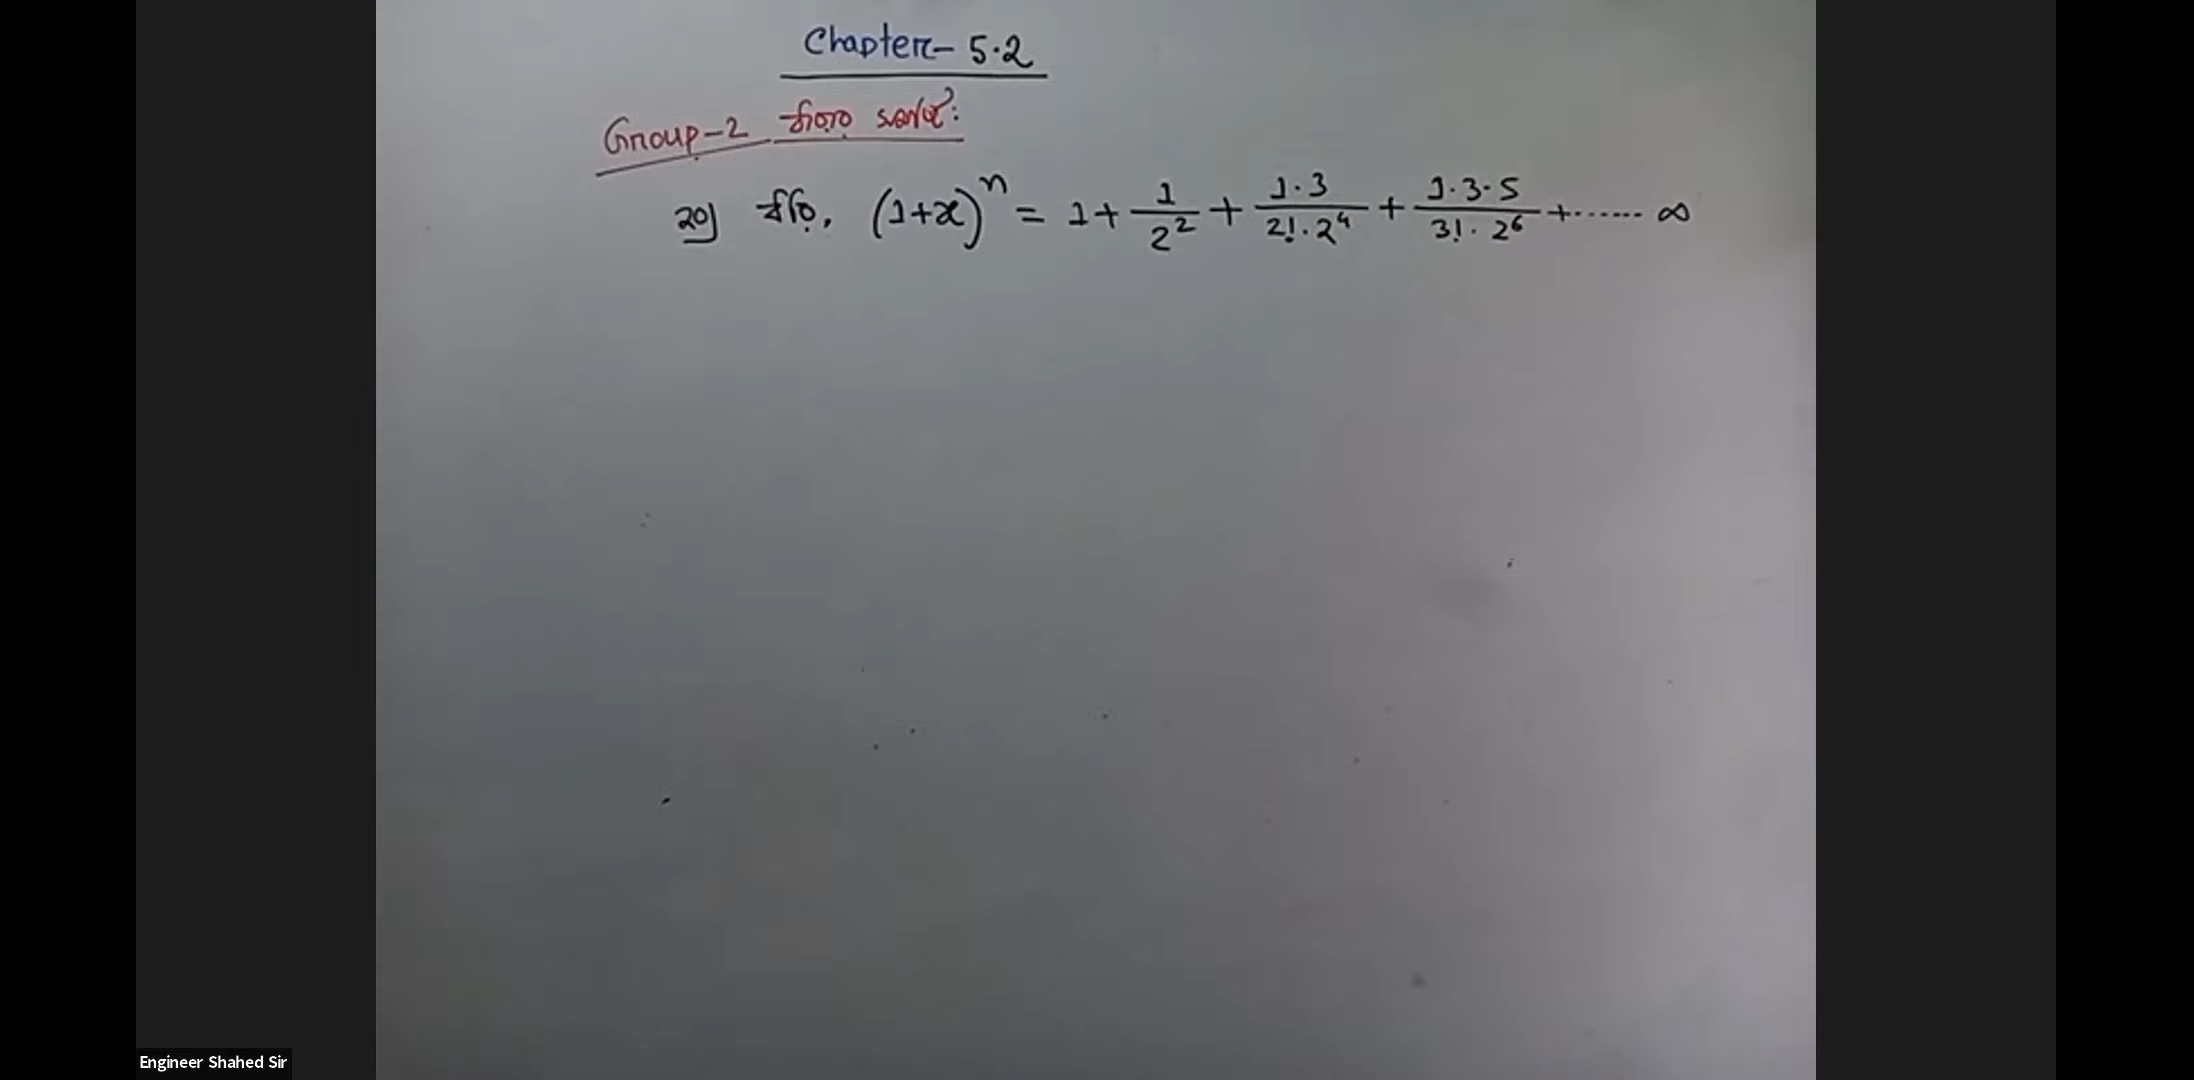 Chapter- 5.2
Group-2
২০) ধরি, (1+x)^n = 1 + 1/2^2 + 1·3/2!·2^4 + 1·3·5/3!·2^6 + ...... ∞
Engineer Shahed Sir